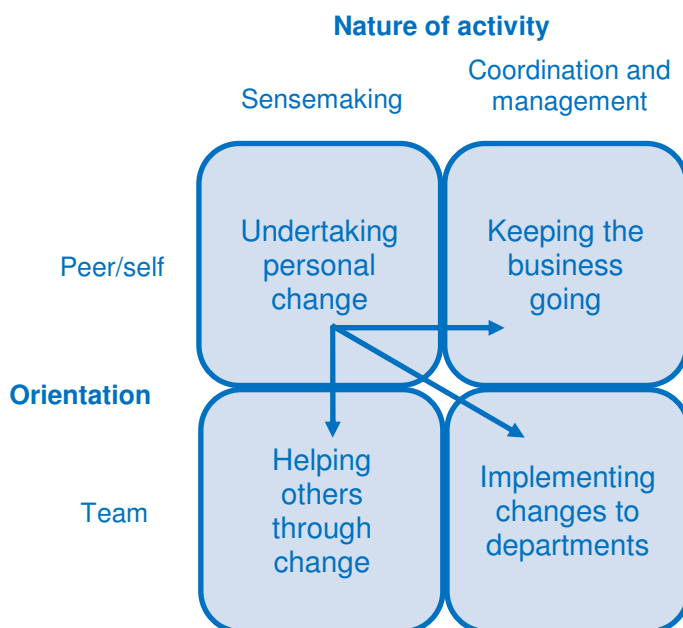 Nature of activity
Sensemaking
Coordination and
management
Peer/self
Undertaking
personal
change
Keeping the
business
going
Orientation
Team
Helping
others
through
change
Implementing
changes to
departments